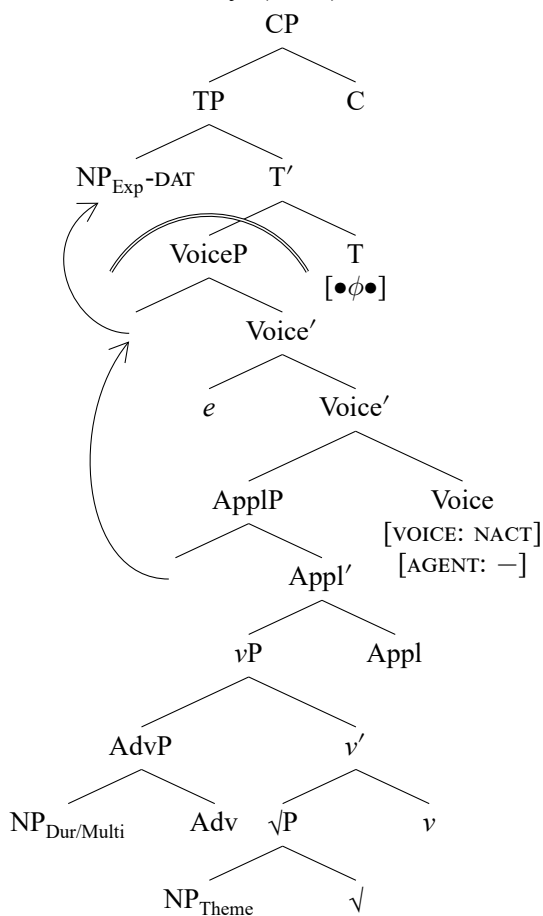 CP
TP C
NP_Exp-DAT T′
VoiceP T
[●ϕ●]
Voice′
e Voice′
ApplP Voice
[VOICE: NACT]
Appl′ [AGENT: —]
vP Appl
AdvP v′
NP_Dur/Multi Adv √P v
NP_Theme √